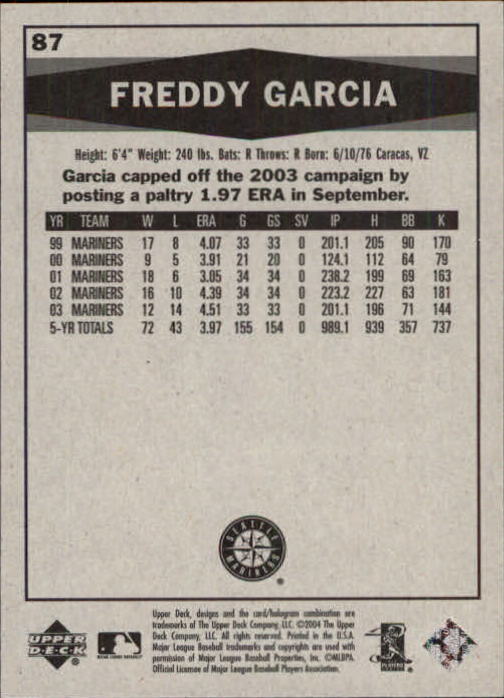 87
FREDDY GARCIA
Height: 6'4" Weight: 240 lbs. Bats: R Throws: R Born: 6/10/76 Caracas, VZ
Garcia capped off the 2003 campaign by
posting a paltry 1.97 ERA in September.
YR TEAM W L ERA G GS SV IP H BB K
99 MARINERS 17 8 4.07 33 33 0 201.1 205 90 170
00 MARINERS 9 5 3.91 21 20 0 124.1 112 64 79
01 MARINERS 18 6 3.05 34 34 0 238.2 199 69 163
02 MARINERS 16 10 4.39 34 34 0 223.2 227 63 181
03 MARINERS 12 14 4.51 33 33 0 201.1 196 71 144
5-YR TOTALS 72 43 3.97 155 154 0 989.1 939 357 737
SEATTLE
MARINERS
®
Upper Deck, designs and the card/hologram combination are
trademarks of The Upper Deck Company, LLC. ©2004 The Upper
Deck Company, LLC. All rights reserved. Printed in the U.S.A.
Major League Baseball trademarks and copyrights are used with
permission of Major League Baseball Properties, Inc. ©MLBPA
Official Licensee of Major League Baseball Players Association.
UPPER
DECK
PLAYERS